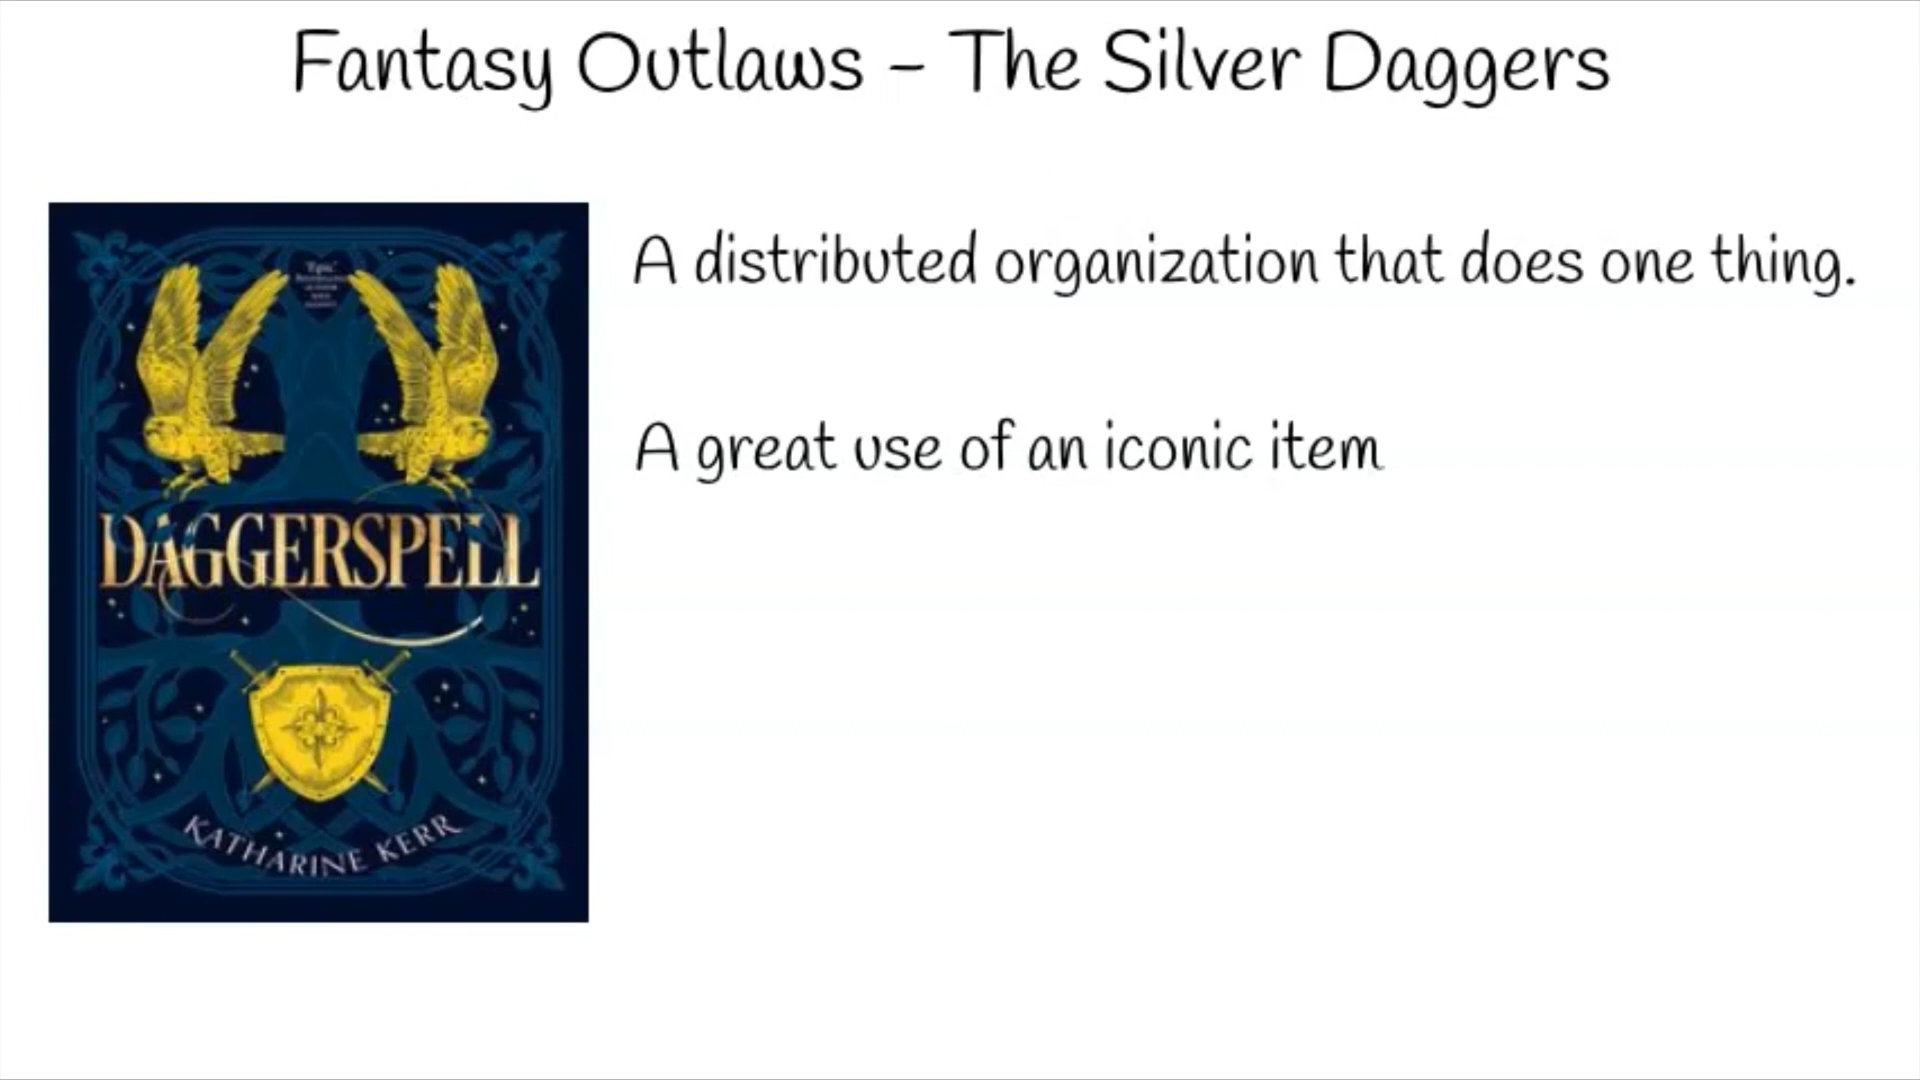 Fantasy Outlaws - The Silver Daggers
"Epic."
DAGGERSPELL
KATHARINE KERR
A distributed organization that does one thing.
A great use of an iconic item